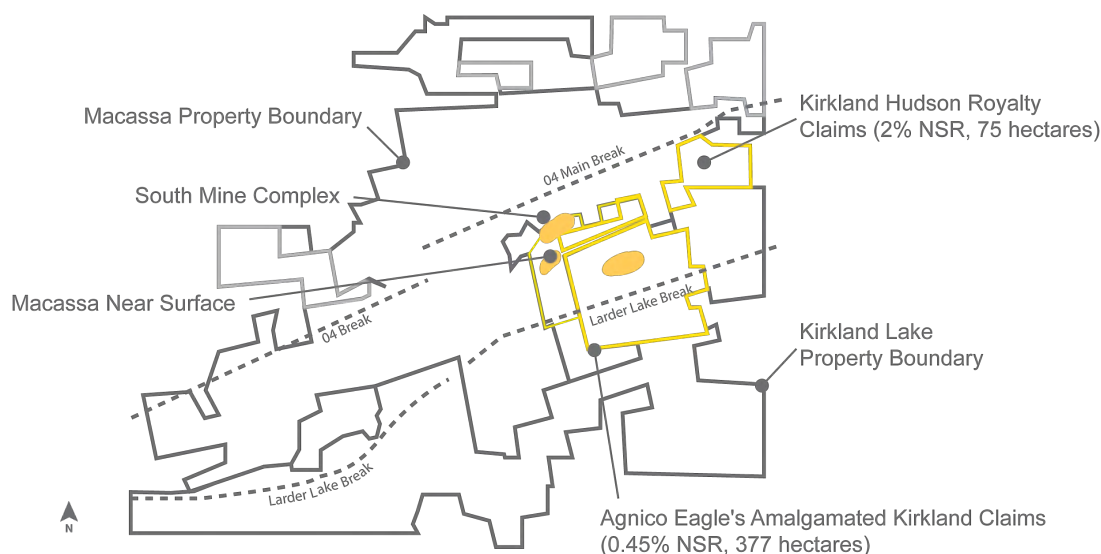 Kirkland Hudson Royalty
Claims (2% NSR, 75 hectares)
Macassa Property Boundary
04 Main Break
South Mine Complex
Macassa Near Surface
Larder Lake Break
04 Break
Kirkland Lake
Property Boundary
Larder Lake Break
N
Agnico Eagle's Amalgamated Kirkland Claims
(0.45% NSR, 377 hectares)